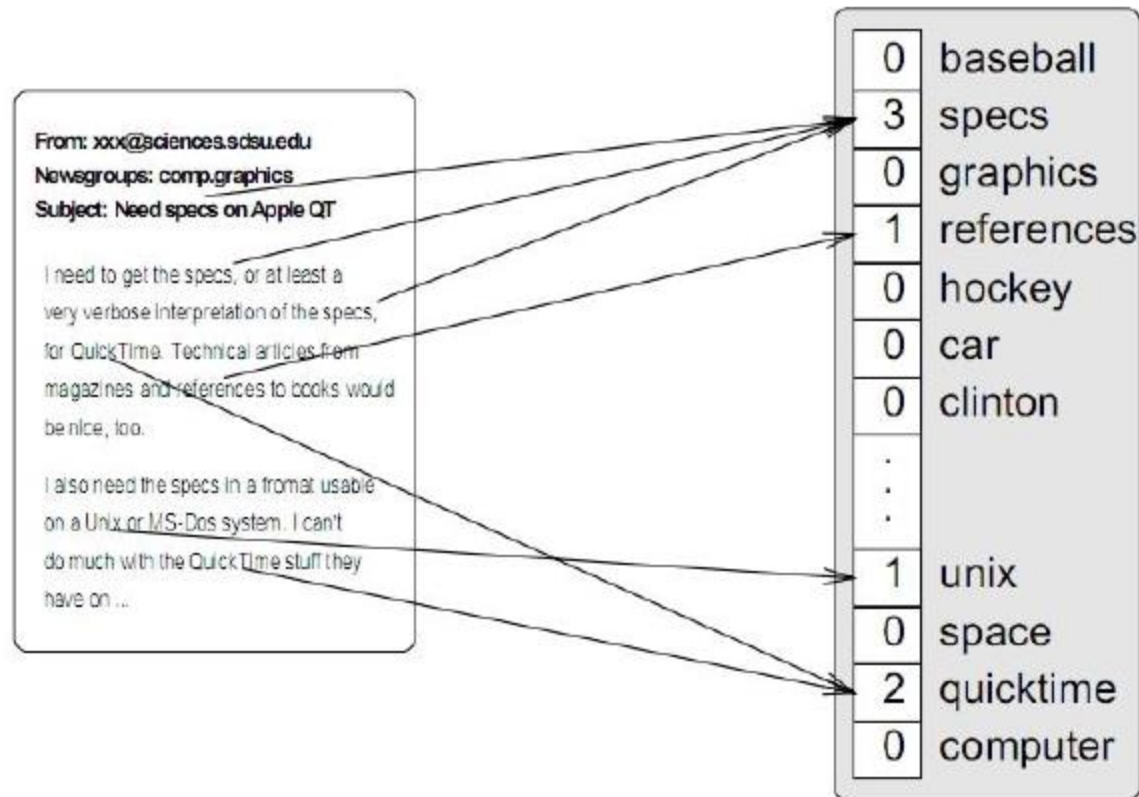 From: xxx@sciences.sdsu.edu
Newsgroups: comp.graphics
Subject: Need specs on Apple QT
I need to get the specs, or at least a
very verbose interpretation of the specs,
for QuickTime. Technical articles from
magazines and references to books would
be nice, too.
I also need the specs in a fromat usable
on a Unix or MS-Dos system. I can't
do much with the QuickTime stuff they
have on ...
0 baseball
3 specs
0 graphics
1 references
0 hockey
0 car
0 clinton
.
.
.
1 unix
0 space
2 quicktime
0 computer